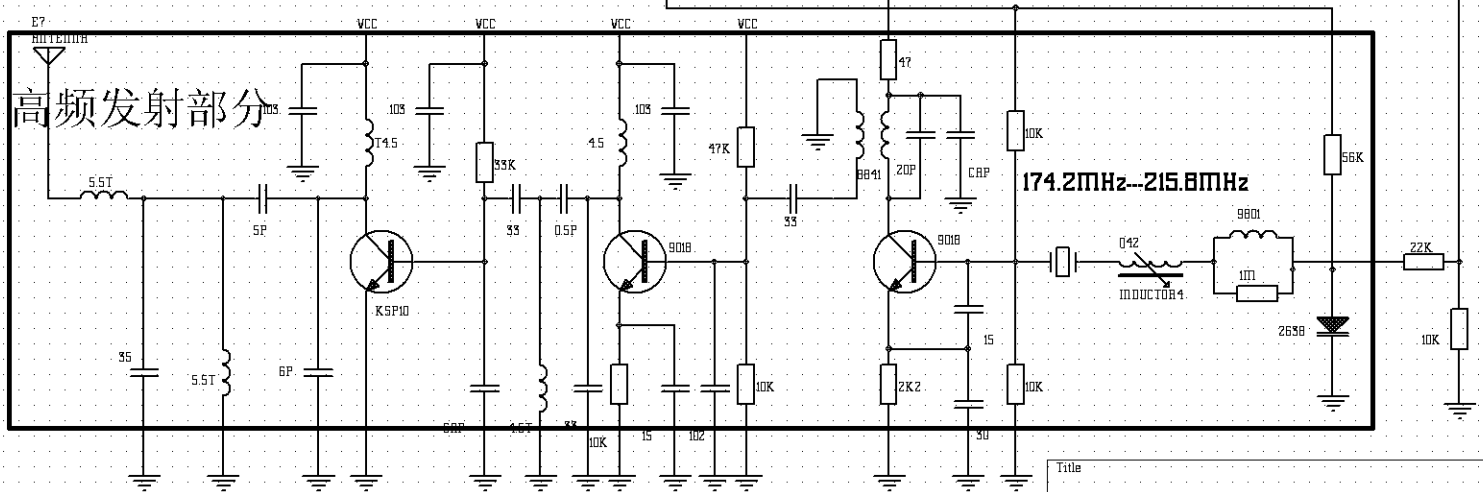 E7
ANTENNA
VCC
VCC
VCC
VCC
高频发射部分
103
103
103
47
T4.5
4.5
33K
47K
10K
56K
8841
20P
CAP
174.2MHz---215.8MHz
5.5T
5P
33
0.5P
33
9018
9018
042
9801
22K
KSP10
INDUCTOR4
1M
2638
35
5.5T
6P
15
10K
2K2
10K
10K
CAP
4.5T
33
10K
15
102
30
Title